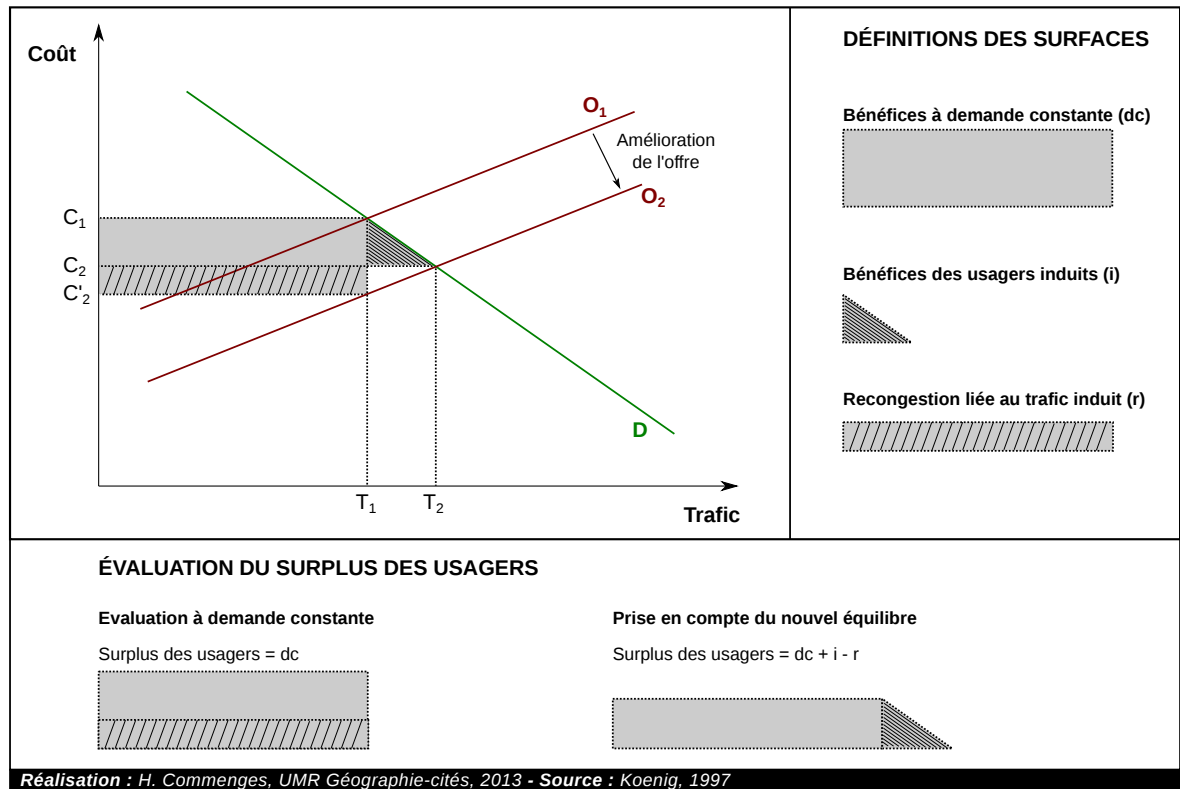 Coût
O1
Amélioration
de l'offre
O2
C1
C2
C'2
D
T1
T2
Trafic
DÉFINITIONS DES SURFACES
Bénéfices à demande constante (dc)
Bénéfices des usagers induits (i)
Recongestion liée au trafic induit (r)
ÉVALUATION DU SURPLUS DES USAGERS
Evaluation à demande constante
Surplus des usagers = dc
Prise en compte du nouvel équilibre
Surplus des usagers = dc + i - r
Réalisation : H. Commenges, UMR Géographie-cités, 2013 - Source : Koenig, 1997